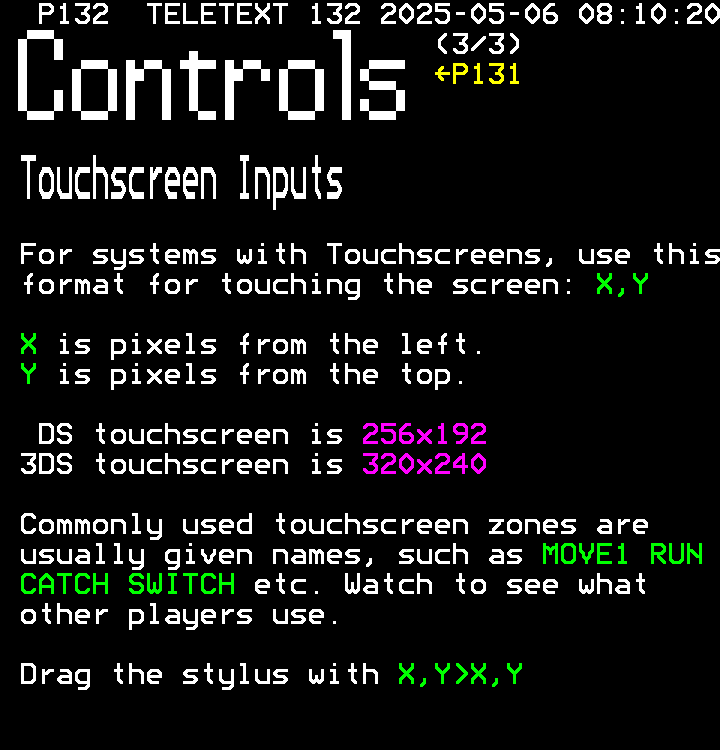 P132 TELETEXT 132 2025-05-06 08:10:20
Controls
(3/3)
←P131
Touchscreen Inputs
For systems with Touchscreens, use this
format for touching the screen: X,Y
X is pixels from the left.
Y is pixels from the top.
DS touchscreen is 256x192
3DS touchscreen is 320x240
Commonly used touchscreen zones are
usually given names, such as MOVE1 RUN
CATCH SWITCH etc. Watch to see what
other players use.
Drag the stylus with X,Y>X,Y